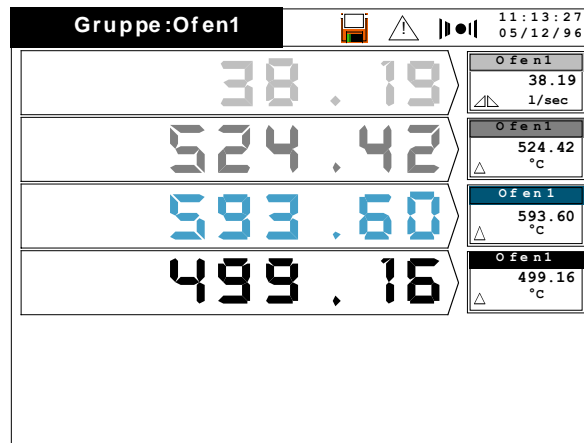 Gruppe:Ofen1
11:13:27
05/12/96
38.19
Ofen1
38.19
l/sec
524.42
Ofen1
524.42
°C
593.60
Ofen1
593.60
°C
499.16
Ofen1
499.16
°C